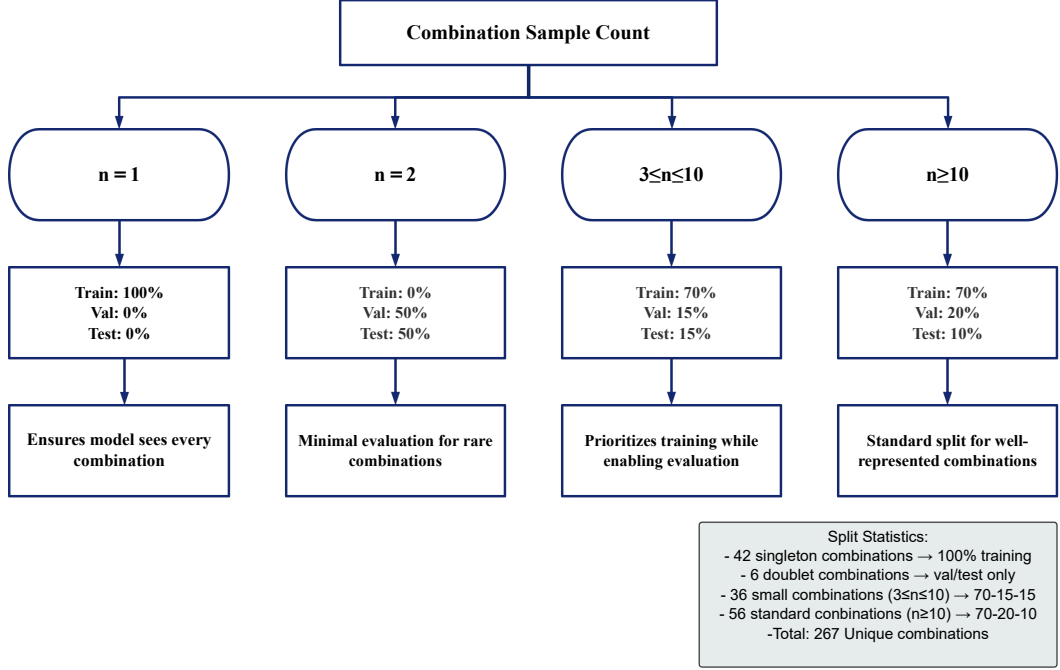 Combination Sample Count
n = 1
n = 2
3≤n≤10
n≥10
Train: 100%
Val: 0%
Test: 0%
Train: 0%
Val: 50%
Test: 50%
Train: 70%
Val: 15%
Test: 15%
Train: 70%
Val: 20%
Test: 10%
Ensures model sees every
combination
Minimal evaluation for rare
combinations
Prioritizes training while
enabling evaluation
Standard split for well-
represented combinations
Split Statistics:
- 42 singleton combinations → 100% training
- 6 doublet combinations → val/test only
- 36 small combinations (3≤n≤10) → 70-15-15
- 56 standard conbinations (n≥10) → 70-20-10
-Total: 267 Unique combinations